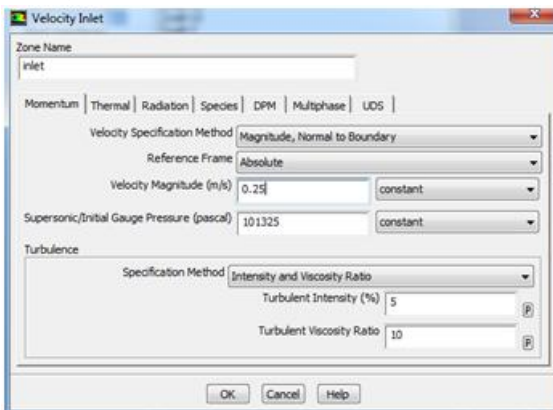 Velocity Inlet
Zone Name
inlet
Momentum Thermal Radiation Species DPM Multiphase UDS
Velocity Specification Method Magnitude, Normal to Boundary
Reference Frame Absolute
Velocity Magnitude (m/s) 0.25 constant
Supersonic/Initial Gauge Pressure (pascal) 101325 constant
Turbulence
Specification Method Intensity and Viscosity Ratio
Turbulent Intensity (%) 5 P
Turbulent Viscosity Ratio 10 P
OK Cancel Help